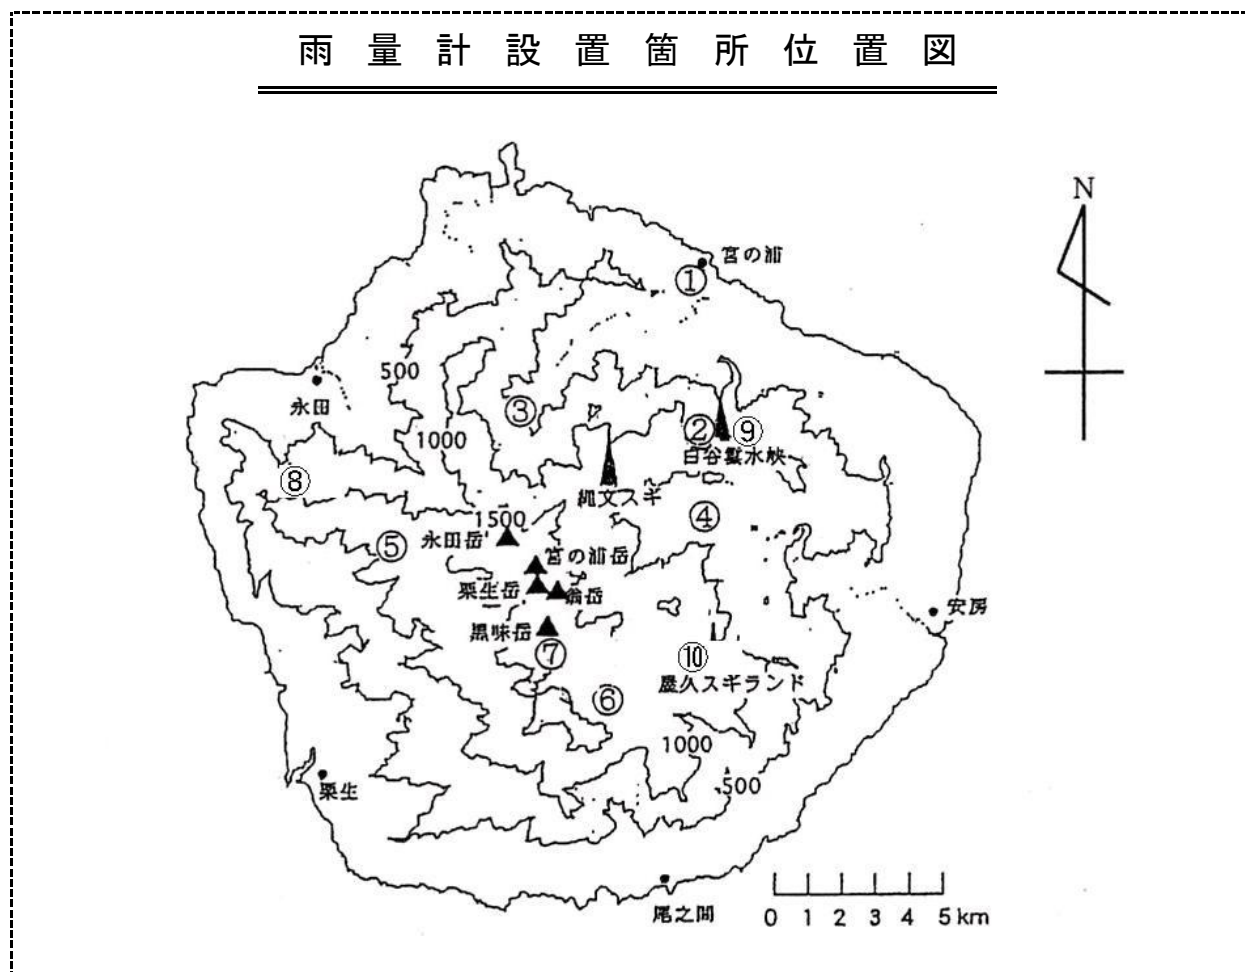 雨量計設置箇所位置図
N
宮の浦
①
500
永田
③
1000
②
⑨
白谷雲水峡
⑧
縄文スギ
1500
④
永田岳
⑤
宮の浦岳
栗生岳
翁岳
安房
黒味岳
⑦
⑩
屋久スギランド
⑥
1000
500
栗生
尾之間
0 1 2 3 4 5km